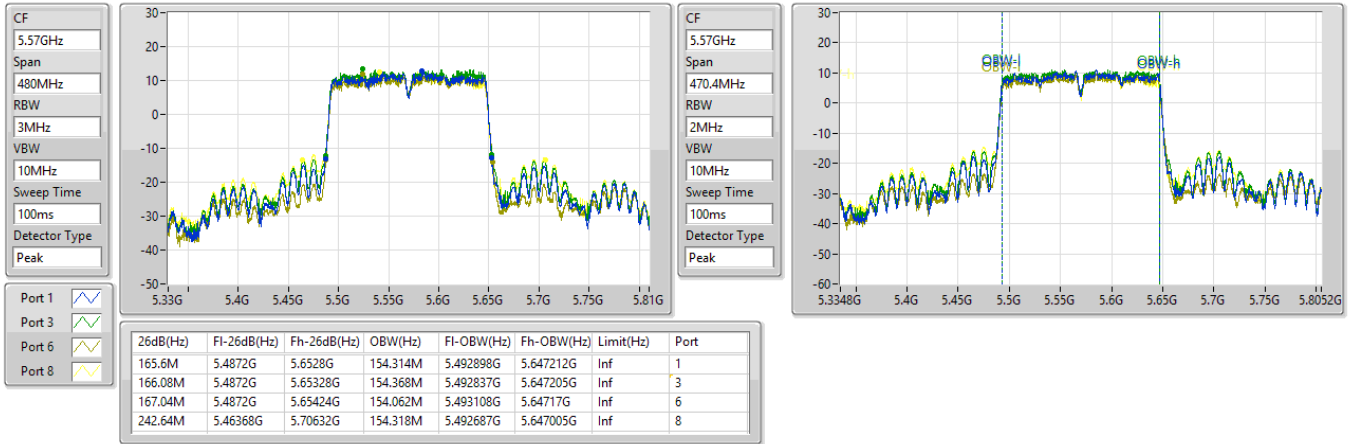 CF
5.57GHz
Span
480MHz
RBW
3MHz
VBW
10MHz
Sweep Time
100ms
Detector Type
Peak
30
20
10
0
-10
-20
-30
-40
-50
5.33G 5.4G 5.45G 5.5G 5.55G 5.6G 5.65G 5.7G 5.75G 5.81G
CF
5.57GHz
Span
470.4MHz
RBW
2MHz
VBW
10MHz
Sweep Time
100ms
Detector Type
Peak
30
20
10
0
-10
-20
-30
-40
-50
-60
OBW-l OBW-h
5.3348G 5.4G 5.45G 5.5G 5.55G 5.6G 5.65G 5.7G 5.75G 5.8052G
Port 1
Port 3
Port 6
Port 8
26dB(Hz) Fl-26dB(Hz) Fh-26dB(Hz) OBW(Hz) Fl-OBW(Hz) Fh-OBW(Hz) Limit(Hz) Port
165.6M 5.4872G 5.6528G 154.314M 5.492898G 5.647212G Inf 1
166.08M 5.4872G 5.65328G 154.368M 5.492837G 5.647205G Inf 3
167.04M 5.4872G 5.65424G 154.062M 5.493108G 5.64717G Inf 6
242.64M 5.46368G 5.70632G 154.318M 5.492687G 5.647005G Inf 8